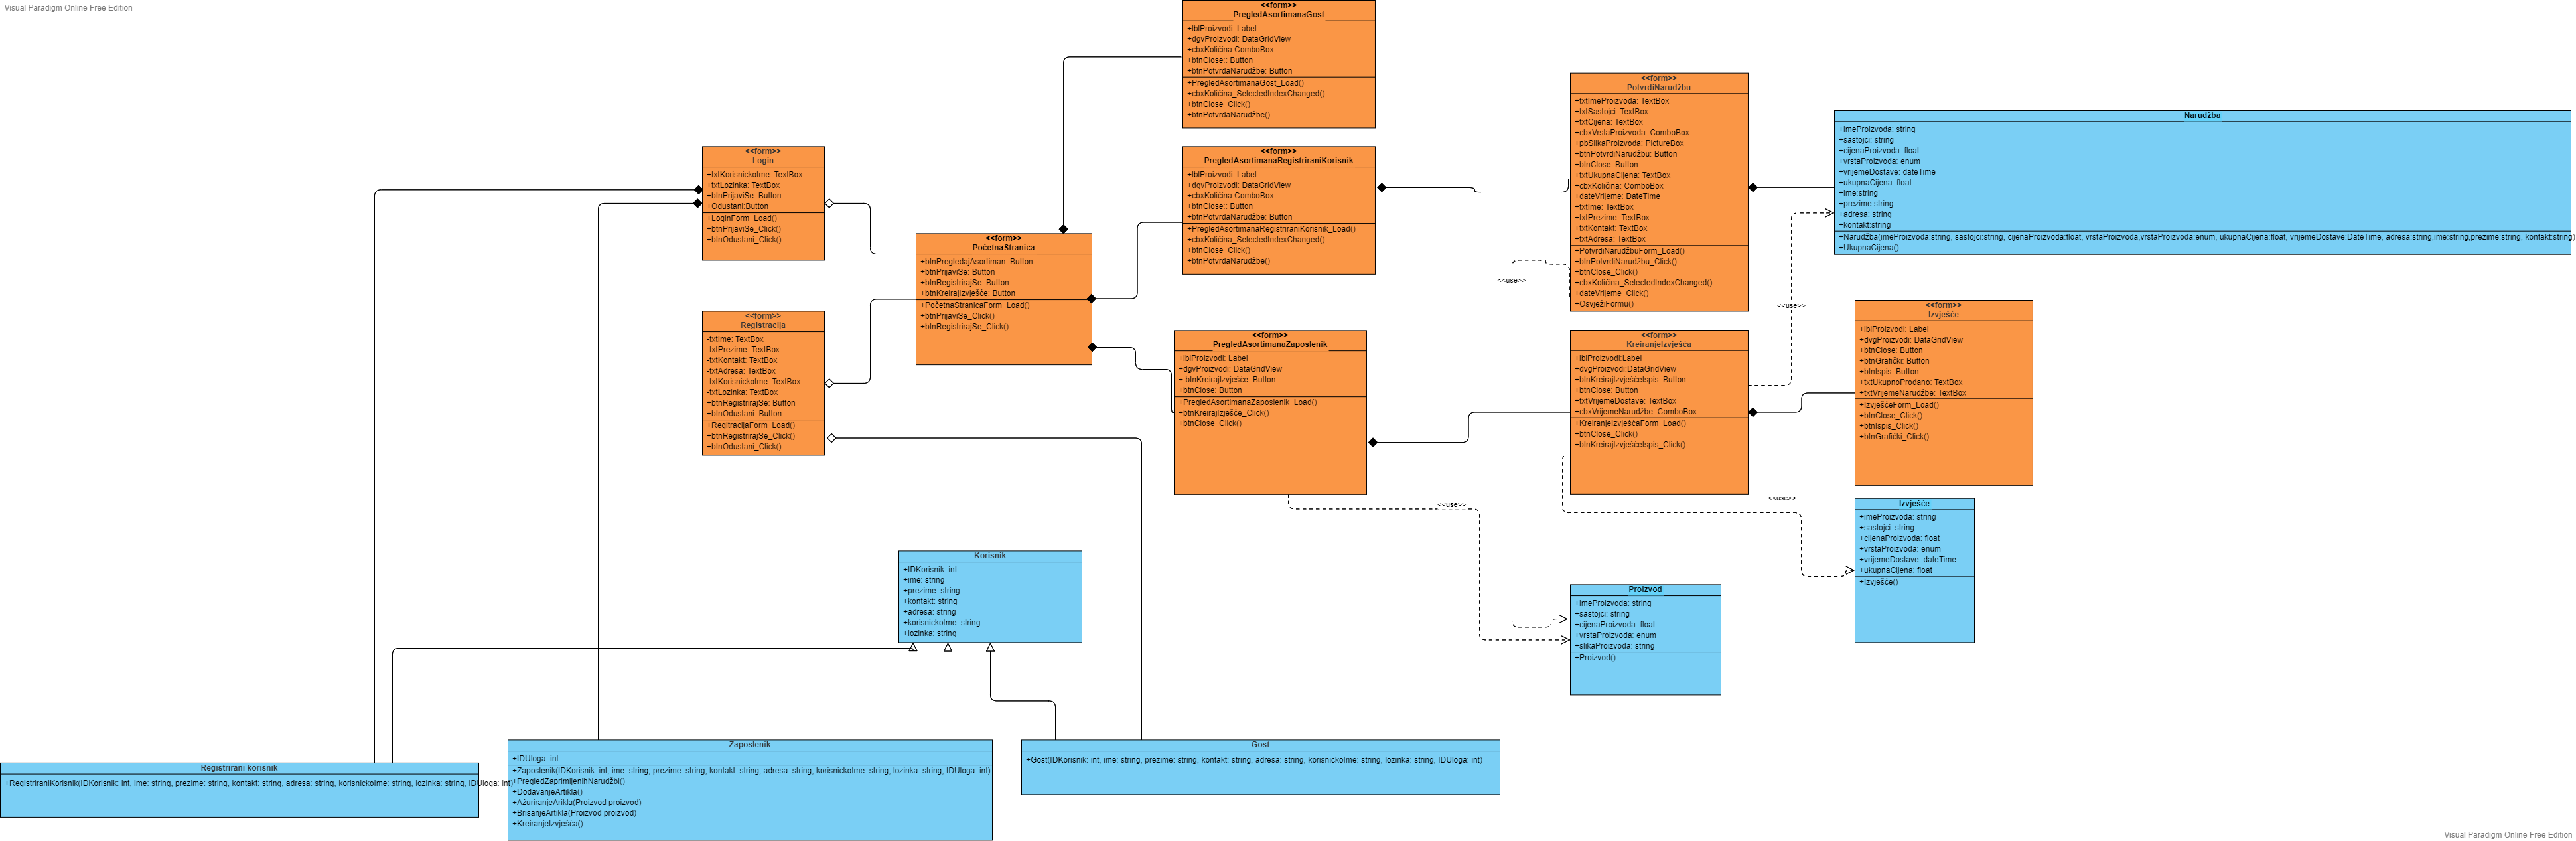 Visual Paradigm Online Free Edition
<<form>>
PregledAsortimanaGost
+lblProizvodi: Label
+dgvProizvodi: DataGridView
+cbxKoličina:ComboBox
+btnClose:: Button
+btnPotvrdaNarudžbe: Button
+PregledAsortimanaGost_Load()
+cbxKoličina_SelectedIndexChanged()
+btnClose_Click()
+btnPotvrdaNarudžbe()
<<form>>
PotvrdiNarudžbu
+txtImeProizvoda: TextBox
+txtSastojci: TextBox
+txtCijena: TextBox
+cbxVrstaProizvoda: ComboBox
+pbSlikaProizvoda: PictureBox
+btnPotvrdiNarudžbu: Button
+btnClose: Button
+txtUkupnaCijena: TextBox
+cbxKoličina: ComboBox
+dateVrijeme: DateTime
+txtIme: TextBox
+txtPrezime: TextBox
+txtKontakt: TextBox
+txtAdresa: TextBox
+PotvrdiNarudžbuForm_Load()
+btnPotvrdiNarudžbu_Click()
+btnClose_Click()
+cbxKoličina_SelectedIndexChanged()
+dateVrijeme_Click()
+OsvježiFormu()
Narudžba
+imeProizvoda: string
+sastojci: string
+cijenaProizvoda: float
+vrstaProizvoda: enum
+vrijemeDostave: dateTime
+ukupnaCijena: float
+ime:string
+prezime:string
+adresa: string
+kontakt:string
+Narudžba(imeProizvoda:string, sastojci:string, cijenaProizvoda:float, vrstaProizvoda,vrstaProizvoda:enum, ukupnaCijena:float, vrijemeDostave:DateTime, adresa:string,ime:string,prezime:string, kontakt:string)
+UkupnaCijena()
<<form>>
Login
+txtKorisnickoIme: TextBox
+txtLozinka: TextBox
+btnPrijaviSe: Button
+Odustani:Button
+LoginForm_Load()
+btnPrijaviSe_Click()
+btnOdustani_Click()
<<form>>
PregledAsortimanaRegistriraniKorisnik
+lblProizvodi: Label
+dgvProizvodi: DataGridView
+cbxKoličina:ComboBox
+btnClose:: Button
+btnPotvrdaNarudžbe: Button
+PregledAsortimanaRegistriraniKorisnik_Load()
+cbxKoličina_SelectedIndexChanged()
+btnClose_Click()
+btnPotvrdaNarudžbe()
<<form>>
PočetnaStranica
+btnPregledajAsortiman: Button
+btnPrijaviSe: Button
+btnRegistrirajSe: Button
+btnKreirajIzvješće: Button
+PočetnaStranicaForm_Load()
+btnPrijaviSe_Click()
+btnRegistrirajSe_Click()
<<use>>
<<use>>
<<form>>
Registracija
-txtIme: TextBox
-txtPrezime: TextBox
-txtKontakt: TextBox
-txtAdresa: TextBox
-txtKorisnickoIme: TextBox
-txtLozinka: TextBox
+btnRegistrirajSe: Button
+btnOdustani: Button
+RegitracijaForm_Load()
+btnRegistrirajSe_Click()
+btnOdustani_Click()
<<form>>
PregledAsortimanaZaposlenik
+lblProizvodi: Label
+dgvProizvodi: DataGridView
+ btnKreirajIzvješće: Button
+btnClose: Button
+PregledAsortimanaZaposlenik_Load()
+btnKreirajIzvješće_Click()
+btnClose_Click()
<<form>>
KreiranjeIzvješća
+lblProizvodi:Label
+dvgProizvodi:DataGridView
+btnKreirajIzvješćeIspis: Button
+btnClose: Button
+txtVrijemeDostave: TextBox
+cbxVrijemeNarudžbe: ComboBox
+KreiranjeIzvješćaForm_Load()
+btnClose_Click()
+btnKreirajIzvješćeIspis_Click()
<<form>>
Izvješće
+lblProizvodi: Label
+dvgProizvodi: DataGridView
+btnClose: Button
+btnGrafički: Button
+btnIspis: Button
+txtUkupnoProdano: TextBox
+txtVrijemeNarudžbe: TextBox
+IzvješćeForm_Load()
+btnClose_Click()
+btnIspis_Click()
+btnGrafički_Click()
<<use>>
<<use>>
Izvješće
+imeProizvoda: string
+sastojci: string
+cijenaProizvoda: float
+vrstaProizvoda: enum
+vrijemeDostave: dateTime
+ukupnaCijena: float
+Izvješće()
Korisnik
+IDKorisnik: int
+ime: string
+prezime: string
+kontakt: string
+adresa: string
+korisnickoIme: string
+lozinka: string
Proizvod
+imeProizvoda: string
+sastojci: string
+cijenaProizvoda: float
+vrstaProizvoda: enum
+slikaProizvoda: string
+Proizvod()
Registrirani korisnik
+RegistriraniKorisnik(IDKorisnik: int, ime: string, prezime: string, kontakt: string, adresa: string, korisnickoIme: string, lozinka: string, IDUloga: int)
Zaposlenik
+IDUloga: int
+Zaposlenik(IDKorisnik: int, ime: string, prezime: string, kontakt: string, adresa: string, korisnickoIme: string, lozinka: string, IDUloga: int)
+PregledZaprimljenihNarudžbi()
+DodavanjeArtikla()
+AžuriranjeArikla(Proizvod proizvod)
+BrisanjeArtikla(Proizvod proizvod)
+KreiranjeIzvješća()
Gost
+Gost(IDKorisnik: int, ime: string, prezime: string, kontakt: string, adresa: string, korisnickoIme: string, lozinka: string, IDUloga: int)
Visual Paradigm Online Free Edition